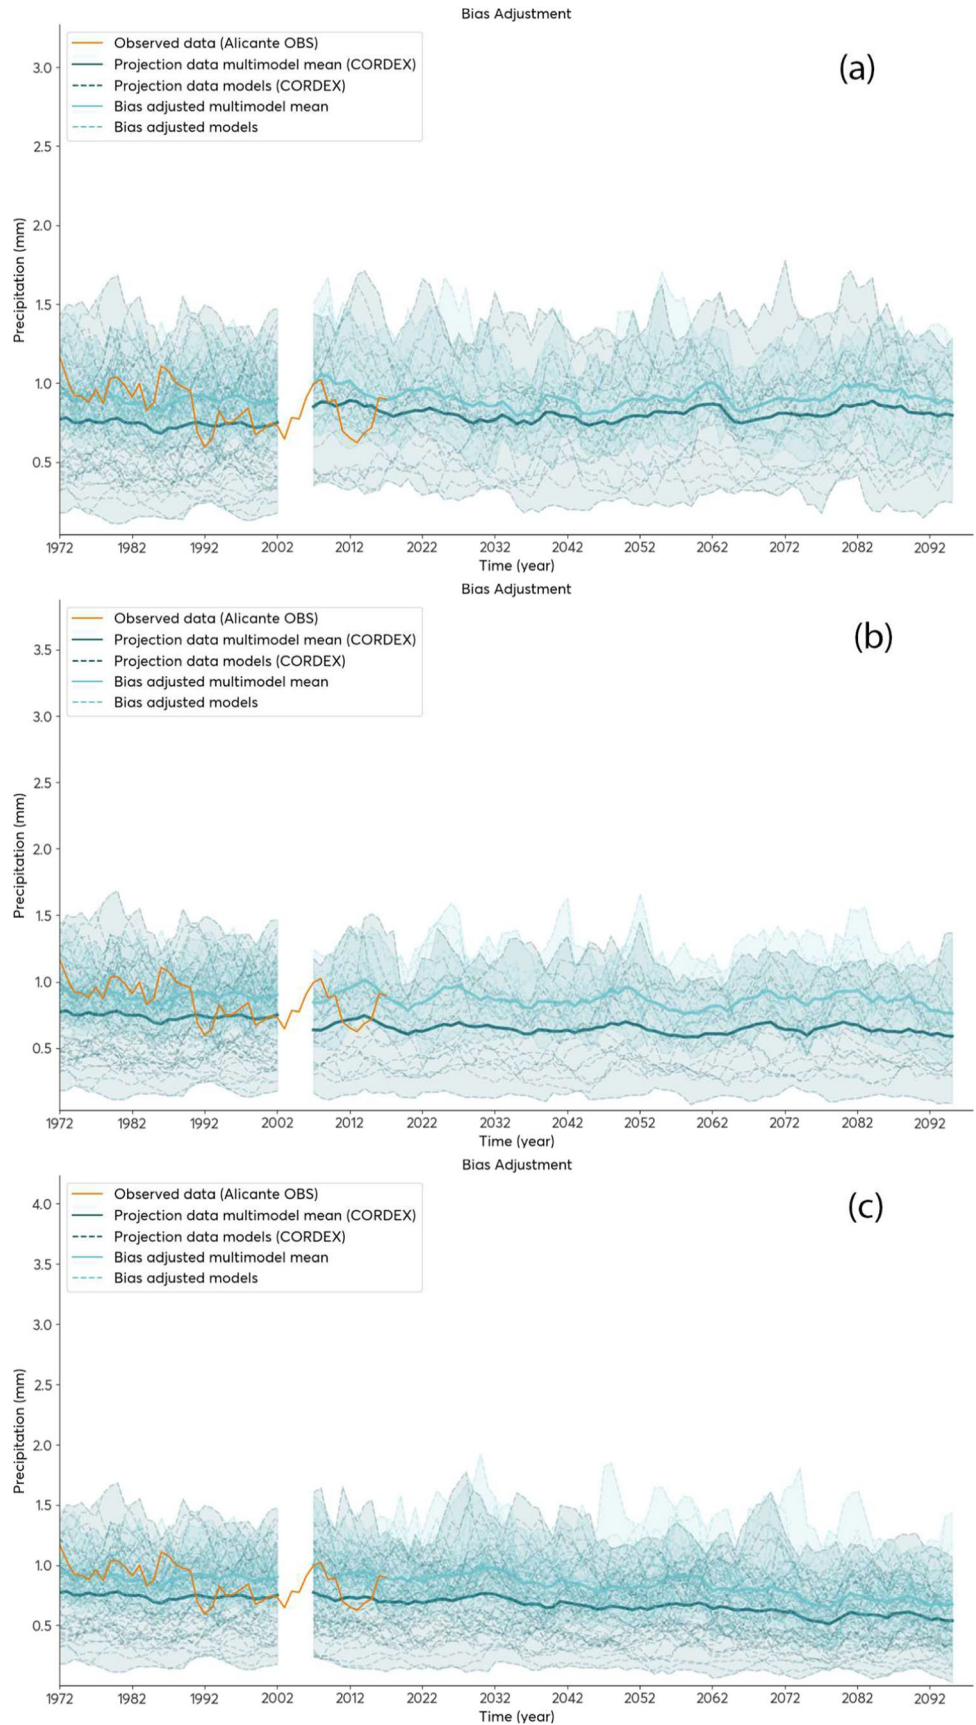 Bias Adjustment
Observed data (Alicante OBS)
Projection data multimodel mean (CORDEX)
Projection data models (CORDEX)
Bias adjusted multimodel mean
Bias adjusted models
(a)
3.0
2.5
2.0
1.5
1.0
0.5
Precipitation (mm)
1972 1982 1992 2002 2012 2022 2032 2042 2052 2062 2072 2082 2092
Time (year)
Bias Adjustment
Observed data (Alicante OBS)
Projection data multimodel mean (CORDEX)
Projection data models (CORDEX)
Bias adjusted multimodel mean
Bias adjusted models
(b)
3.5
3.0
2.5
2.0
1.5
1.0
0.5
Precipitation (mm)
1972 1982 1992 2002 2012 2022 2032 2042 2052 2062 2072 2082 2092
Time (year)
Bias Adjustment
Observed data (Alicante OBS)
Projection data multimodel mean (CORDEX)
Projection data models (CORDEX)
Bias adjusted multimodel mean
Bias adjusted models
(c)
4.0
3.5
3.0
2.5
2.0
1.5
1.0
0.5
Precipitation (mm)
1972 1982 1992 2002 2012 2022 2032 2042 2052 2062 2072 2082 2092
Time (year)